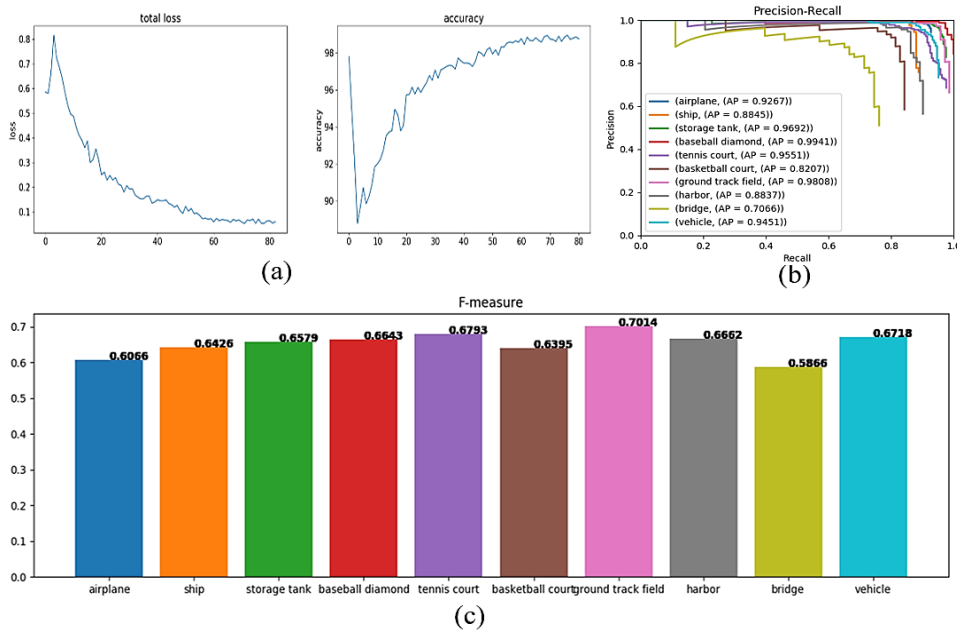 total loss
0.8
0.7
0.6
0.5
0.4
0.3
0.2
0.1
loss
0 20 40 60 80
accuracy
98
96
94
92
90
accuracy
0 10 20 30 40 50 60 70 80
(a)
Precision-Recall
1.0
0.8
0.6
0.4
0.2
0.0
Precision
(airplane, (AP = 0.9267))
(ship, (AP = 0.8845))
(storage tank, (AP = 0.9692))
(baseball diamond, (AP = 0.9941))
(tennis court, (AP = 0.9551))
(basketball court, (AP = 0.8207))
(ground track field, (AP = 0.9808))
(harbor, (AP = 0.8837))
(bridge, (AP = 0.7066))
(vehicle, (AP = 0.9451))
0.0 0.2 0.4 0.6 0.8 1.0
Recall
(b)
F-measure
0.7
0.6
0.5
0.4
0.3
0.2
0.1
0.0
0.6066 0.6426 0.6579 0.6643 0.6793 0.6395 0.7014 0.6662 0.5866 0.6718
airplane ship storage tank baseball diamond tennis court basketball court ground track field harbor bridge vehicle
(c)